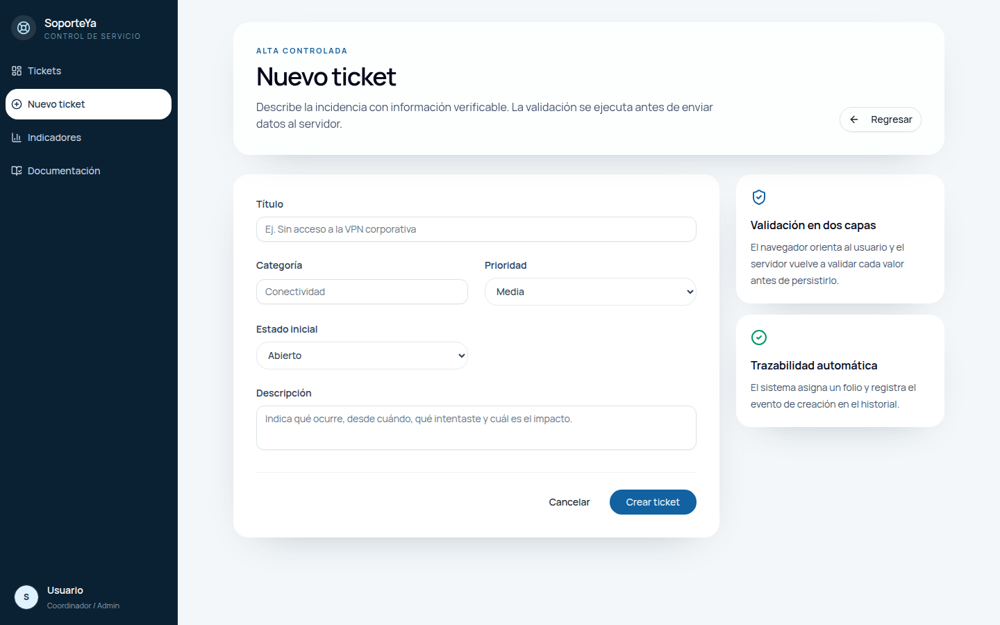 SoporteYa
CONTROL DE SERVICIO
Tickets
Nuevo ticket
Indicadores
Documentación
S
Usuario
Coordinador / Admin
ALTA CONTROLADA
Nuevo ticket
Describe la incidencia con información verificable. La validación se ejecuta antes de enviar
datos al servidor.
Regresar
Título
Ej. Sin acceso a la VPN corporativa
Categoría
Prioridad
Conectividad
Media
Estado inicial
Abierto
Descripción
Indica qué ocurre, desde cuándo, qué intentaste y cuál es el impacto.
Cancelar
Crear ticket
Validación en dos capas
El navegador orienta al usuario y el
servidor vuelve a validar cada valor
antes de persistirlo.
Trazabilidad automática
El sistema asigna un folio y registra el
evento de creación en el historial.